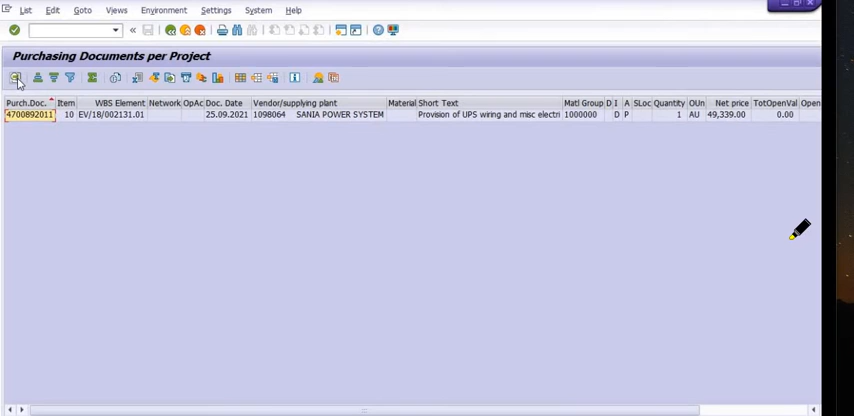 List Edit Goto Views Environment Settings System Help
Purchasing Documents per Project
Purch.Doc. Item WBS Element Network OpAc Doc. Date Vendor/supplying plant Material Short Text Matl Group D I A SLoc Quantity OUn Net price TotOpenVal Open
4700892011 10 EV/18/002131.01 25.09.2021 1098064 SANIA POWER SYSTEM Provision of UPS wiring and misc electri 1000000 D P 1 AU 49,339.00 0.00